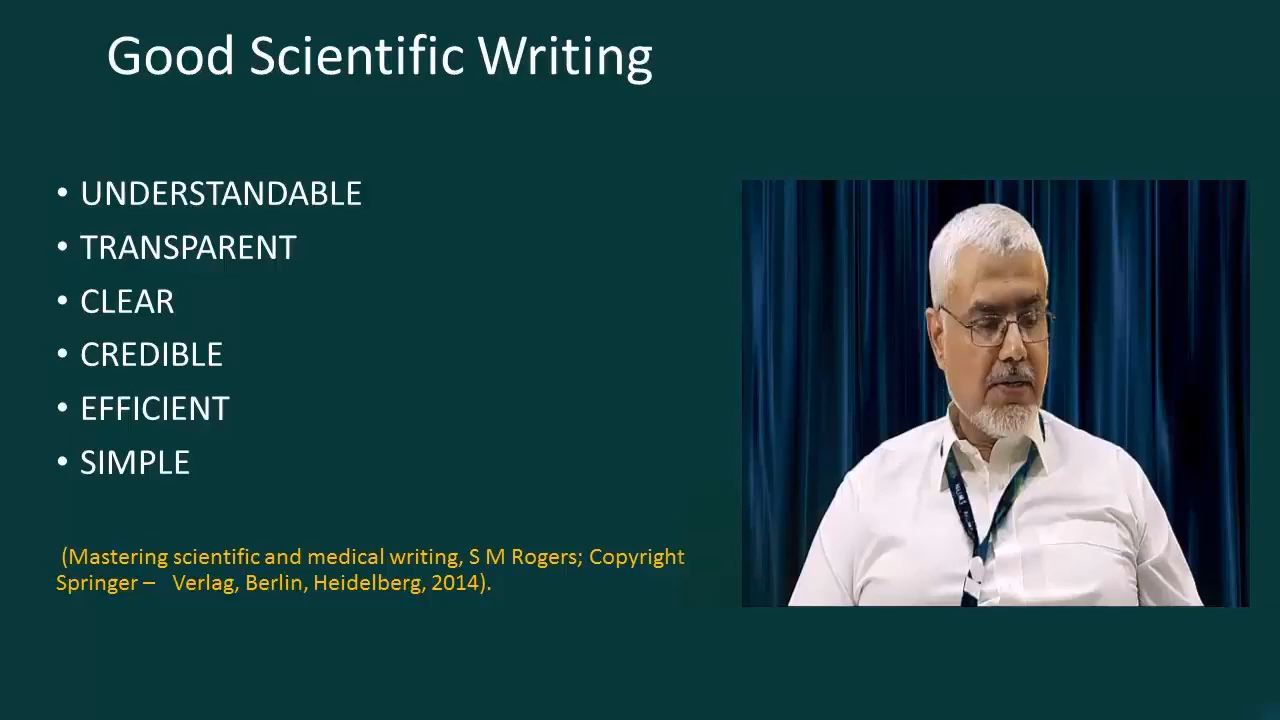 Good Scientific Writing
• UNDERSTANDABLE
• TRANSPARENT
• CLEAR
• CREDIBLE
• EFFICIENT
• SIMPLE
(Mastering scientific and medical writing, S M Rogers; Copyright
Springer – Verlag, Berlin, Heidelberg, 2014).